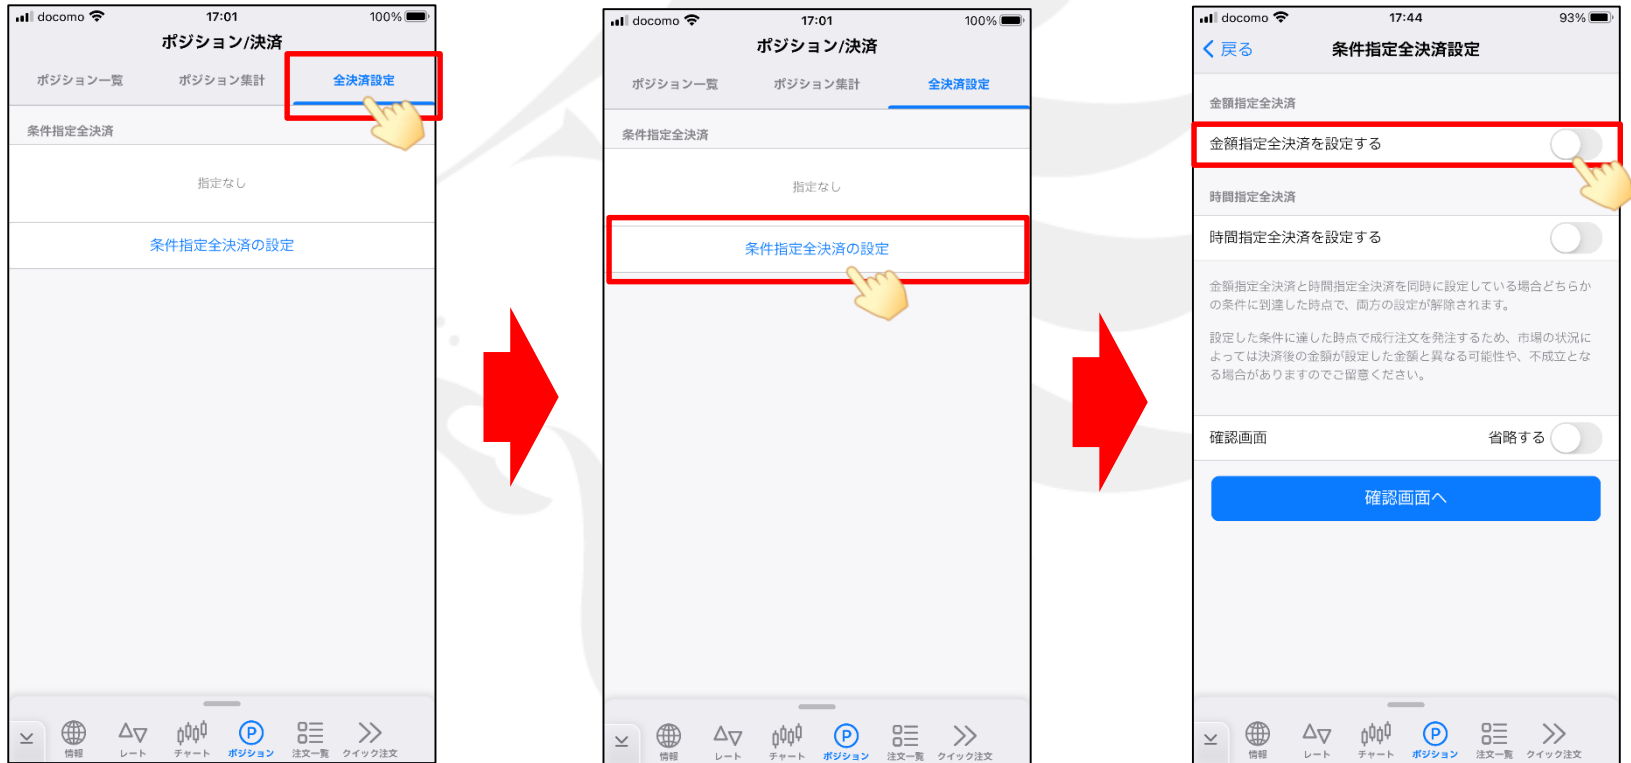 docomo 17:01 100%
ポジション/決済
ポジション一覧 ポジション集計 全決済設定
条件指定全決済
指定なし
条件指定全決済の設定
情報 レート チャート ポジション 注文一覧 クイック注文
docomo 17:01 100%
ポジション/決済
ポジション一覧 ポジション集計 全決済設定
条件指定全決済
指定なし
条件指定全決済の設定
情報 レート チャート ポジション 注文一覧 クイック注文
docomo 17:44 93%
戻る 条件指定全決済設定
金額指定全決済
金額指定全決済を設定する
時間指定全決済
時間指定全決済を設定する
金額指定全決済と時間指定全決済を同時に設定している場合どちらか
の条件に到達した時点で、両方の設定が解除されます。
設定した条件に達した時点で成行注文を発注するため、市場の状況に
よっては決済後の金額が設定した金額と異なる可能性や、不成立とな
る場合がありますのでご留意ください。
確認画面 省略する
確認画面へ
情報 レート チャート ポジション 注文一覧 クイック注文